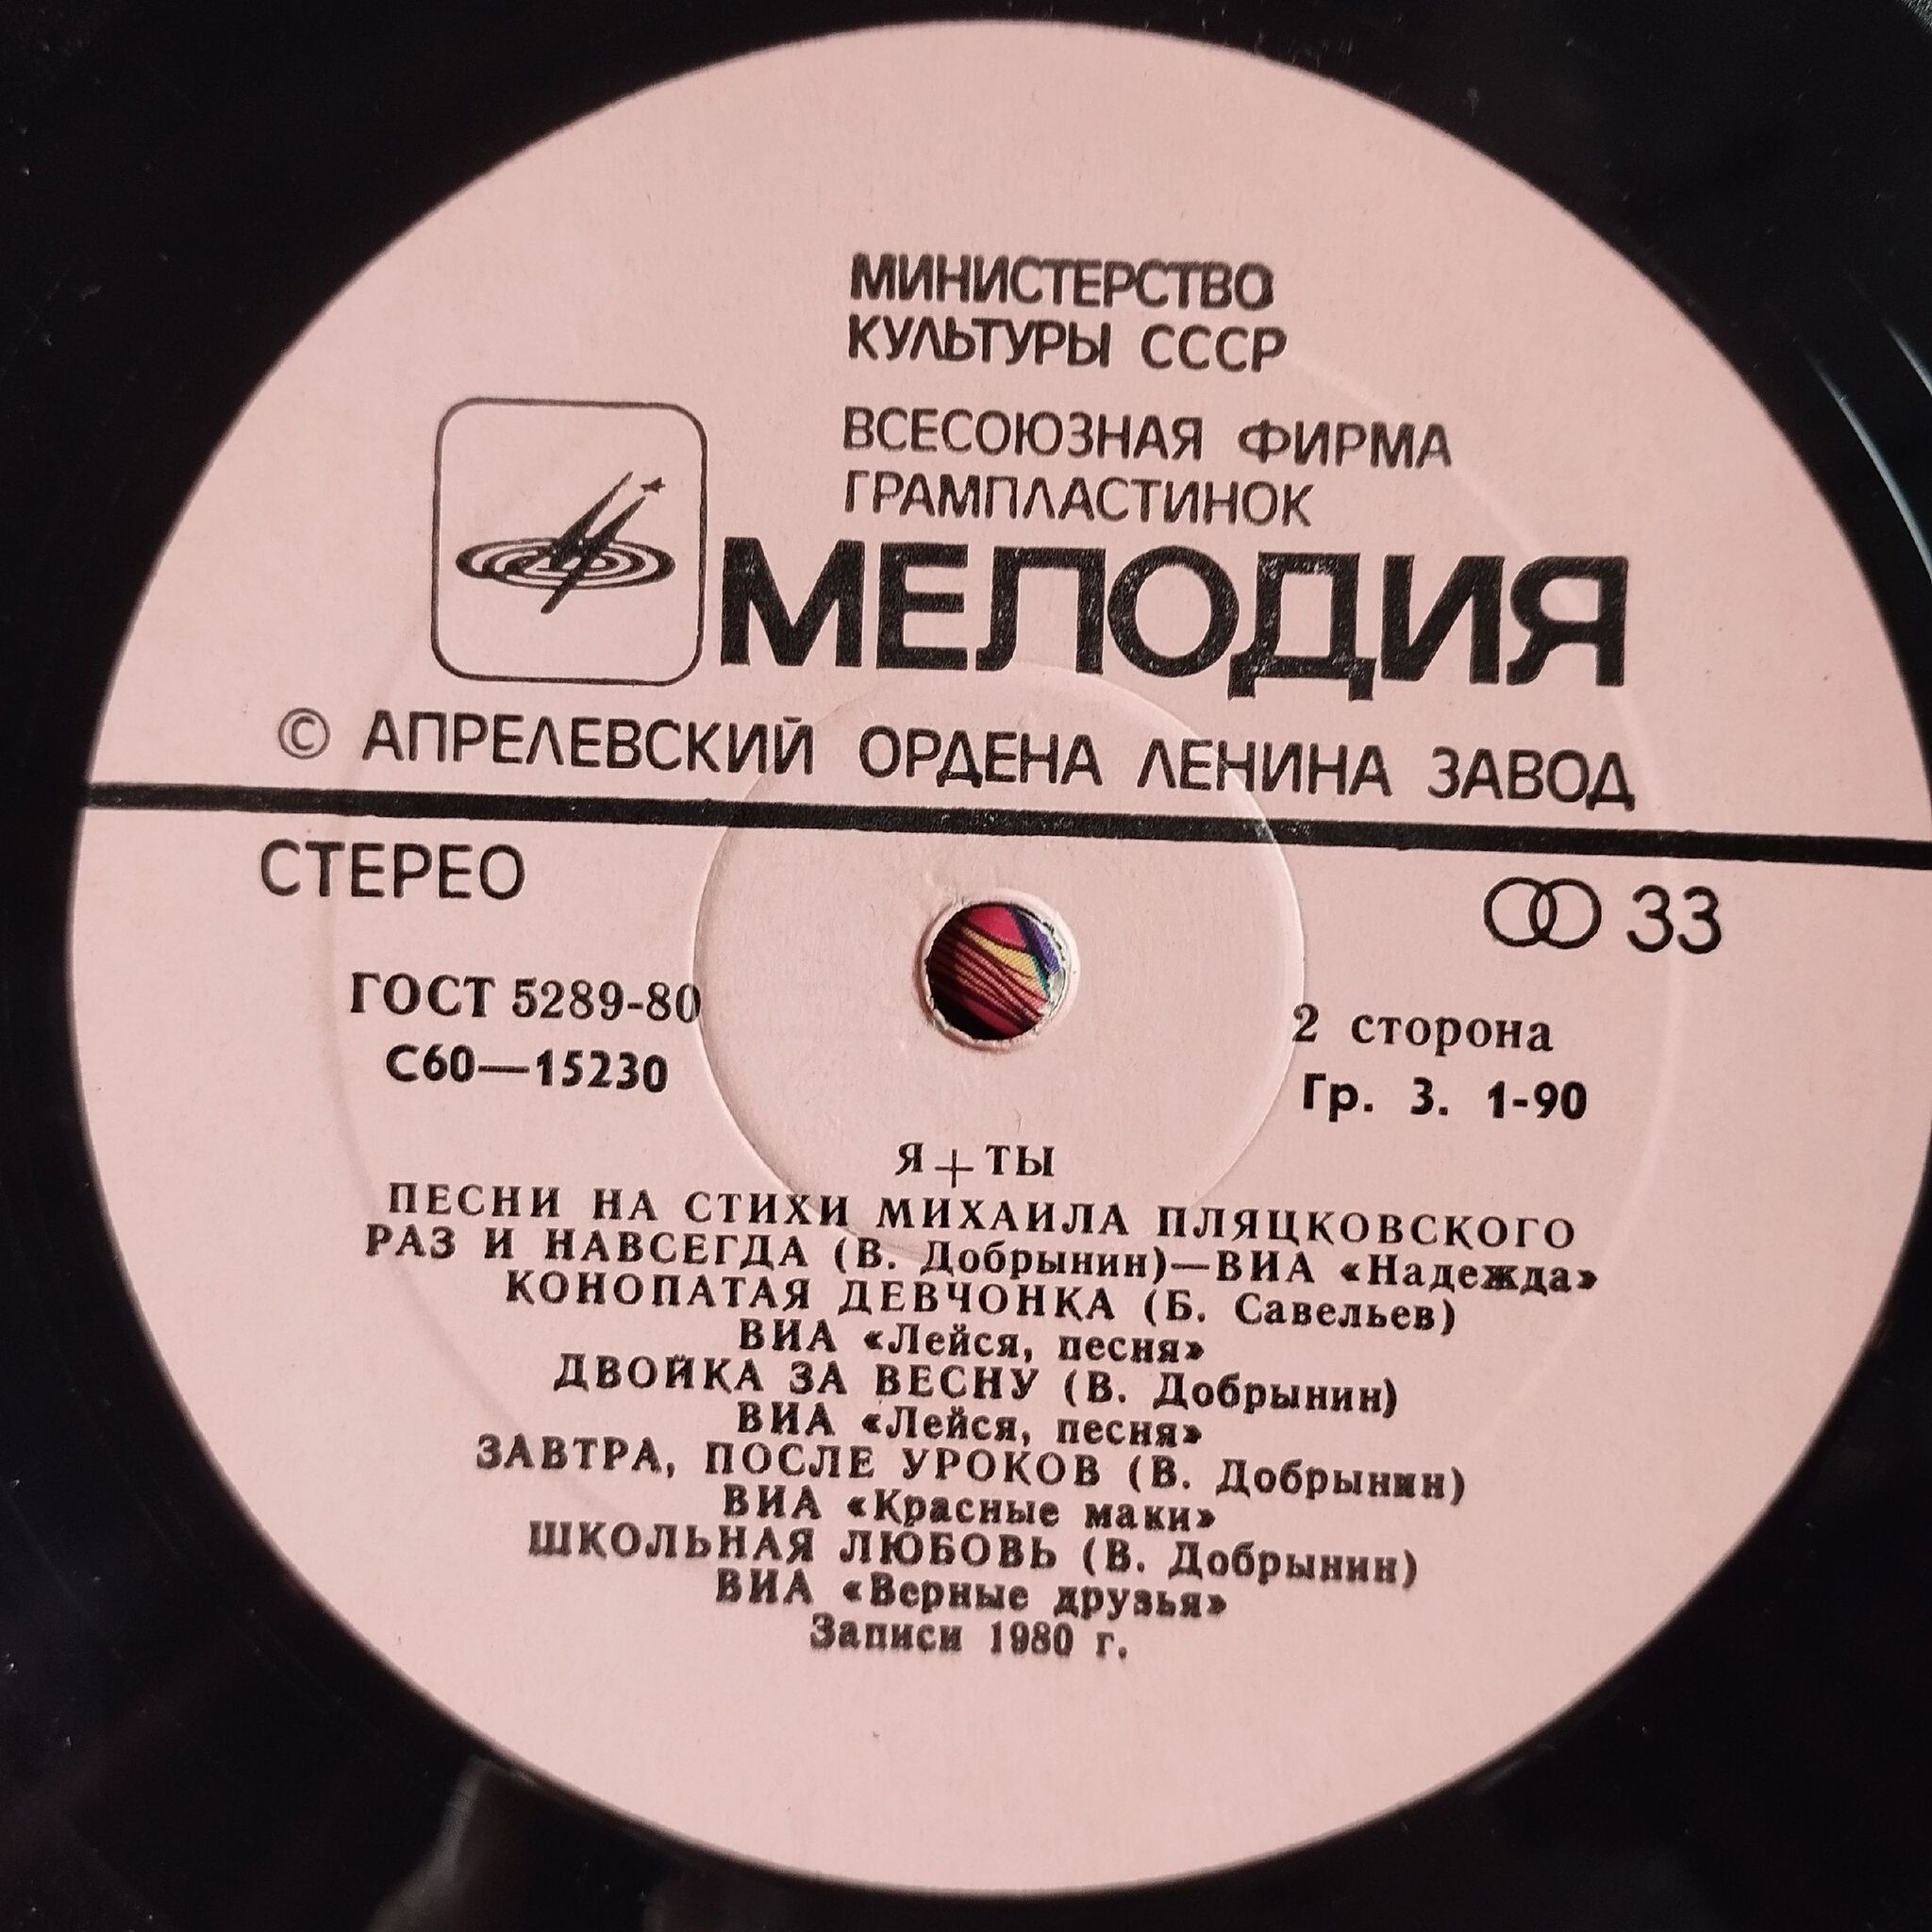 МИНИСТЕРСТВО
КУЛЬТУРЫ СССР
ВСЕСОЮЗНАЯ ФИРМА
ГРАМПЛАСТИНОК
МЕЛОДИЯ
© АПРЕЛЕВСКИЙ ОРДЕНА ЛЕНИНА ЗАВОД
СТЕРЕО
33
ГОСТ 5289-80
С60—15230
2 сторона
Гр. 3. 1-90
Я+ТЫ
ПЕСНИ НА СТИХИ МИХАИЛА ПЛЯЦКОВСКОГО
РАЗ И НАВСЕГДА (В. Добрынин)—ВИА «Надежда»
КОНОПАТАЯ ДЕВЧОНКА (Б. Савельев)
ВИА «Лейся, песня»
ДВОЙКА ЗА ВЕСНУ (В. Добрынин)
ВИА «Лейся, песня»
ЗАВТРА, ПОСЛЕ УРОКОВ (В. Добрынин)
ВИА «Красные маки»
ШКОЛЬНАЯ ЛЮБОВЬ (В. Добрынин)
ВИА «Верные друзья»
Записи 1980 г.